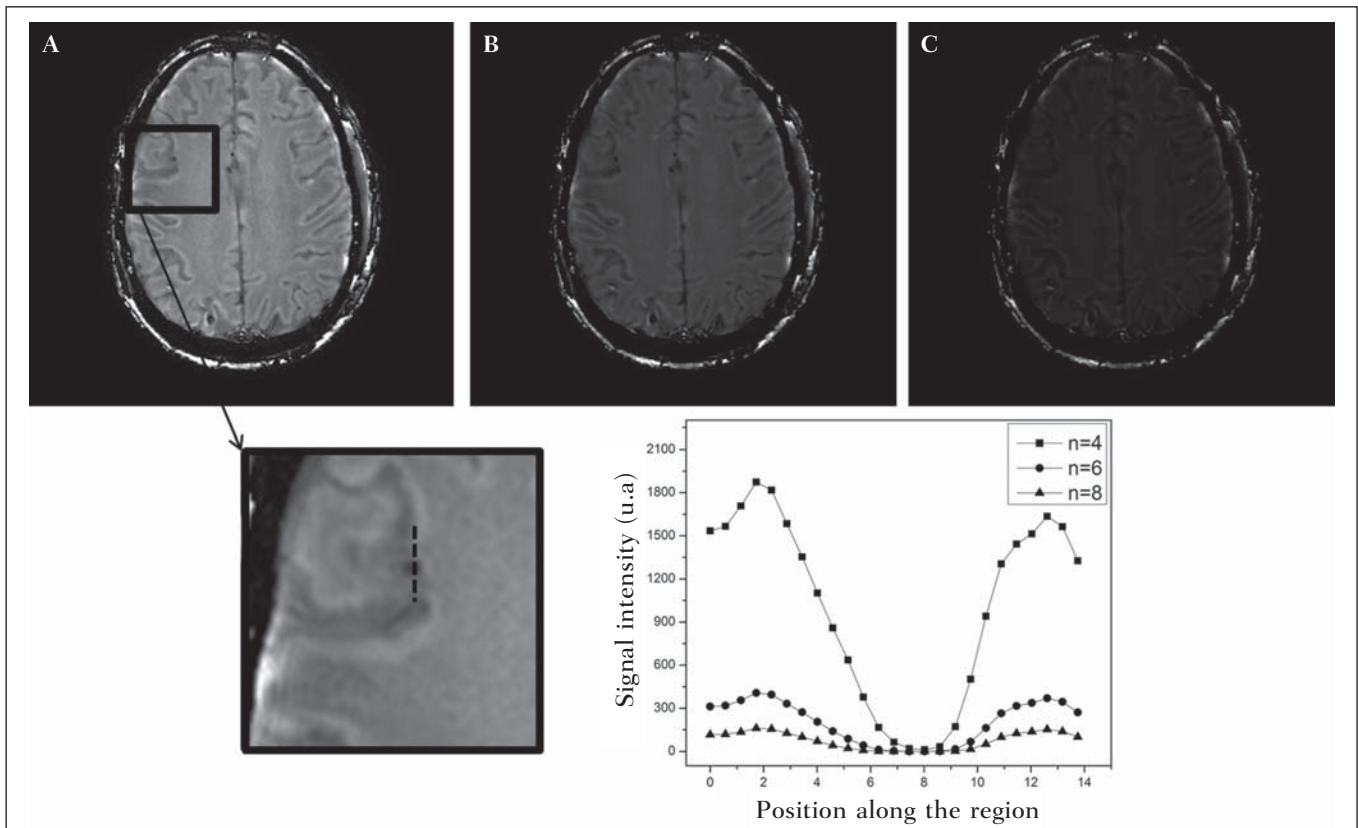 A
B
C
2100
1800
1500
1200
900
600
300
0
Signal intensity (u.a)
n=4
n=6
n=8
0 2 4 6 8 10 12 14
Position along the region